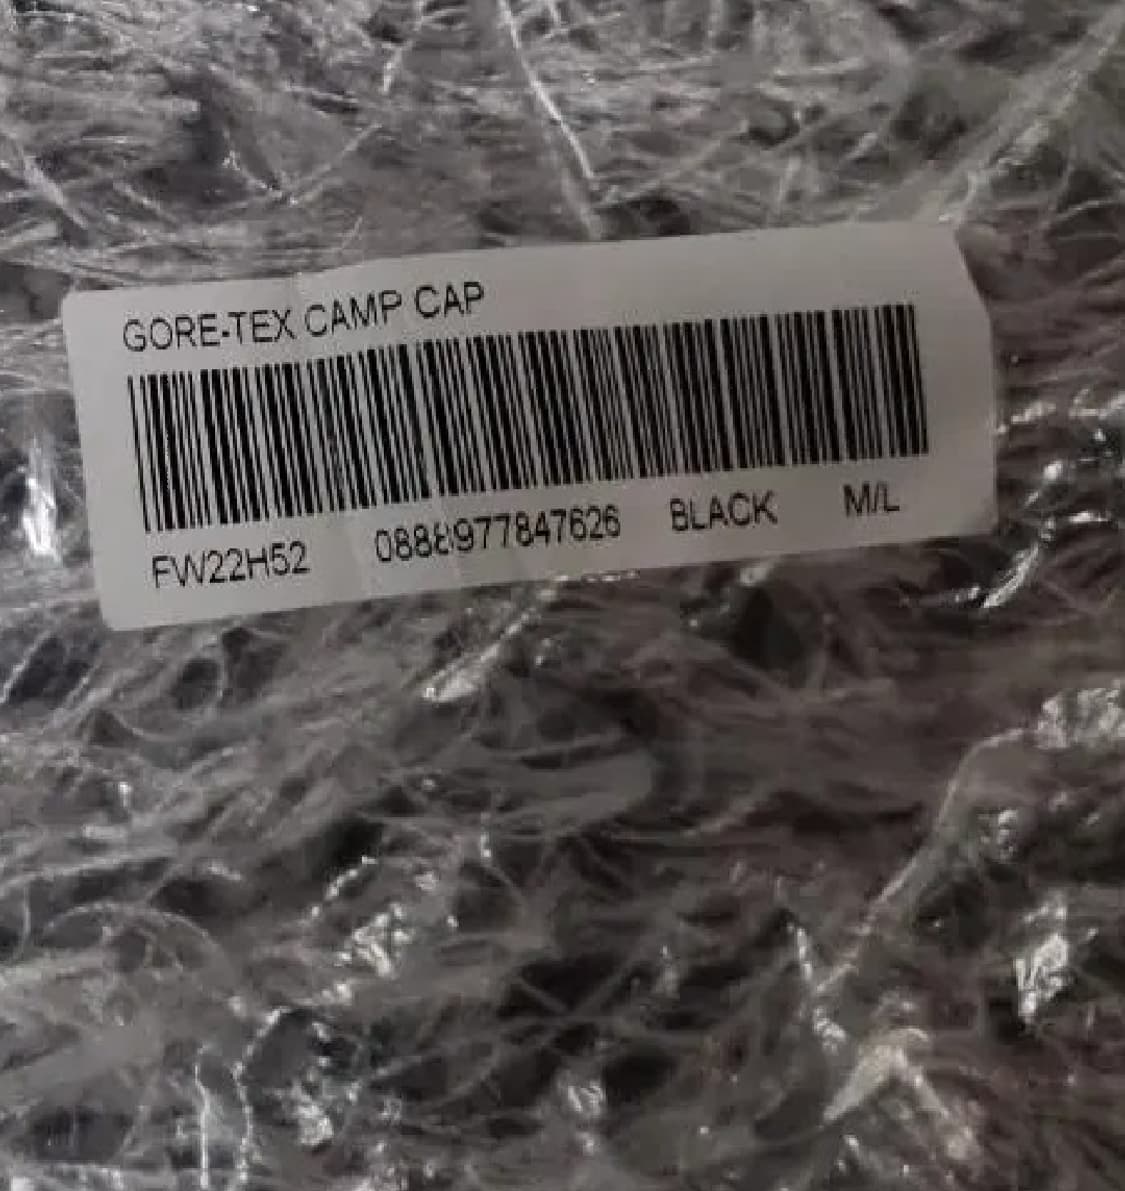 GORE-TEX CAMP CAP
FW22H52 0888977847626 BLACK M/L